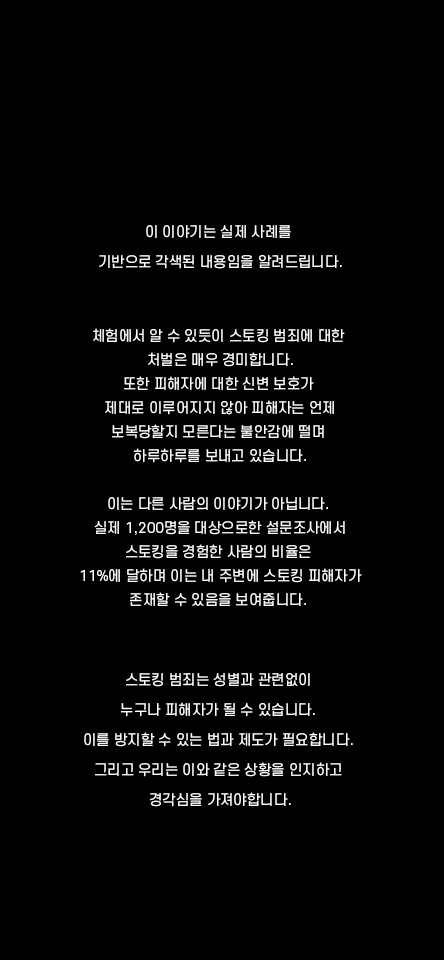 이 이야기는 실제 사례를
기반으로 각색된 내용임을 알려드립니다.
체험에서 알 수 있듯이 스토킹 범죄에 대한
처벌은 매우 경미합니다.
또한 피해자에 대한 신변 보호가
제대로 이루어지지 않아 피해자는 언제
보복당할지 모른다는 불안감에 떨며
하루하루를 보내고 있습니다.
이는 다른 사람의 이야기가 아닙니다.
실제 1,200명을 대상으로한 설문조사에서
스토킹을 경험한 사람의 비율은
11%에 달하며 이는 내 주변에 스토킹 피해자가
존재할 수 있음을 보여줍니다.
스토킹 범죄는 성별과 관련없이
누구나 피해자가 될 수 있습니다.
이를 방지할 수 있는 법과 제도가 필요합니다.
그리고 우리는 이와 같은 상황을 인지하고
경각심을 가져야합니다.